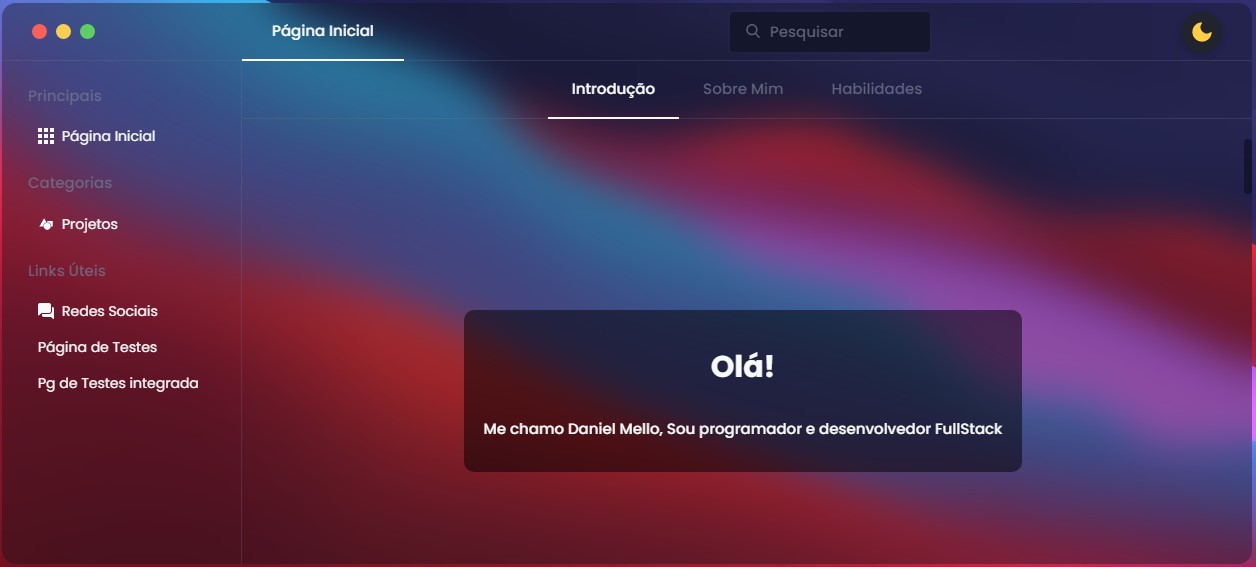 Página Inicial
Pesquisar
Introdução
Sobre Mim
Habilidades
Principais
Página Inicial
Categorias
Projetos
Links Úteis
Redes Sociais
Página de Testes
Pg de Testes integrada
Olá!
Me chamo Daniel Mello, Sou programador e desenvolvedor FullStack